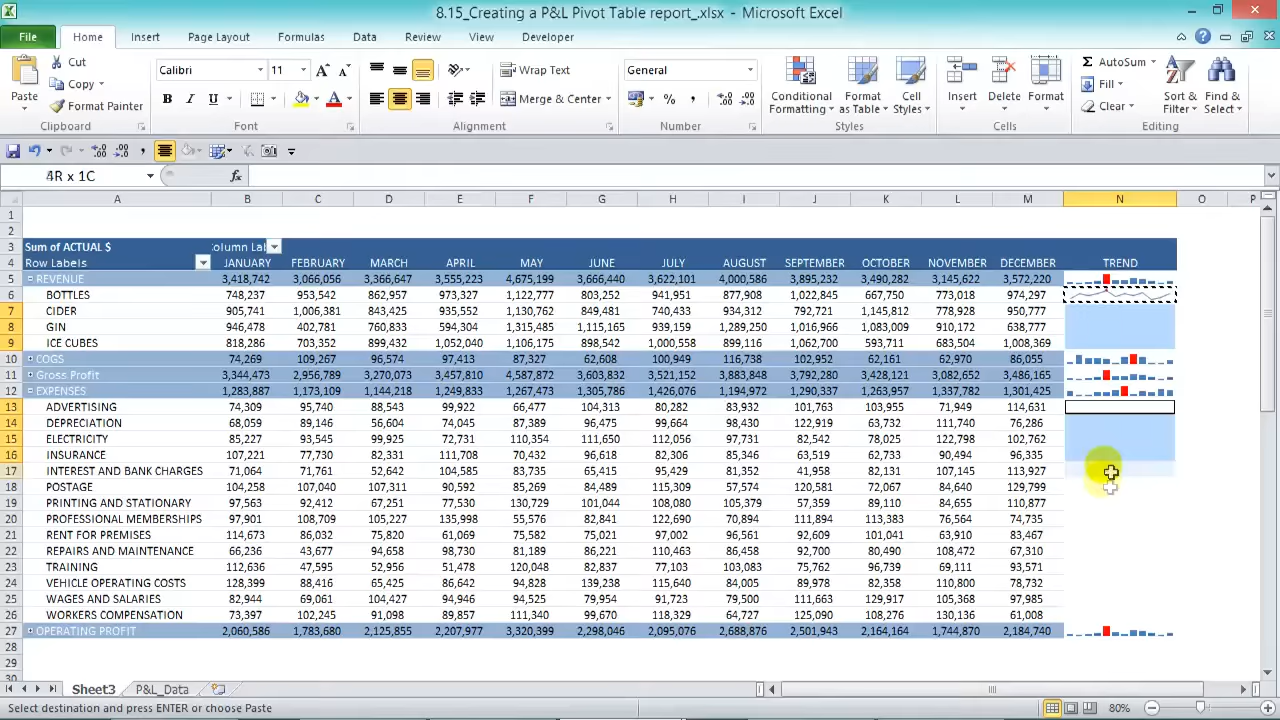 8.15_Creating a P&L Pivot Table report_.xlsx - Microsoft Excel
File Home Insert Page Layout Formulas Data Review View Developer
Paste Cut Copy Format Painter Clipboard
Calibri 11 B I U A Font
Wrap Text Merge & Center Alignment
General % , Number
Conditional Formatting Format as Table Cell Styles Styles
Insert Delete Format Cells
Σ AutoSum Fill Clear Sort & Filter Find & Select Editing
4R x 1C fx
A B C D E F G H I J K L M N O P
1
2
3 Sum of ACTUAL $ Column Lab
4 Row Labels JANUARY FEBRUARY MARCH APRIL MAY JUNE JULY AUGUST SEPTEMBER OCTOBER NOVEMBER DECEMBER TREND
5 REVENUE 3,418,742 3,066,056 3,366,647 3,555,223 4,675,199 3,666,440 3,622,101 4,000,586 3,895,232 3,490,282 3,145,622 3,572,220
6 BOTTLES 748,237 953,542 862,957 973,327 1,122,777 803,252 941,951 877,908 1,022,845 667,750 773,018 974,297
7 CIDER 905,741 1,006,381 843,425 935,552 1,130,762 849,481 740,433 934,312 792,721 1,145,812 778,928 950,777
8 GIN 946,478 402,781 760,833 594,304 1,315,485 1,115,165 939,159 1,289,250 1,016,966 1,083,009 910,172 638,777
9 ICE CUBES 818,286 703,352 899,432 1,052,040 1,106,175 898,542 1,000,558 899,116 1,062,700 593,711 683,504 1,008,369
10 COGS 74,269 109,267 96,574 97,413 87,327 62,608 100,949 116,738 102,952 62,161 62,970 86,055
11 Gross Profit 3,344,473 2,956,789 3,270,073 3,457,810 4,587,872 3,603,832 3,521,152 3,883,848 3,792,280 3,428,121 3,082,652 3,486,165
12 EXPENSES 1,283,887 1,173,109 1,144,218 1,249,833 1,267,473 1,305,786 1,426,076 1,194,972 1,290,337 1,263,957 1,337,782 1,301,425
13 ADVERTISING 74,309 95,740 88,543 99,922 66,477 104,313 80,282 83,932 101,763 103,955 71,949 114,631
14 DEPRECIATION 68,059 89,146 56,604 74,045 87,389 96,475 99,664 98,430 122,919 63,732 111,740 76,286
15 ELECTRICITY 85,227 93,545 99,925 72,731 110,354 111,650 112,056 97,731 82,542 78,025 122,798 102,762
16 INSURANCE 107,221 77,730 82,331 111,708 70,432 96,618 82,306 85,346 63,519 62,733 90,494 96,335
17 INTEREST AND BANK CHARGES 71,064 71,761 52,642 104,585 83,735 65,415 95,429 81,352 41,958 82,131 107,145 113,927
18 POSTAGE 104,258 107,040 107,311 90,592 85,269 84,489 115,309 57,574 120,581 72,067 84,640 129,799
19 PRINTING AND STATIONARY 97,563 92,412 67,201 77,530 130,729 101,044 108,080 105,379 57,359 89,110 84,655 110,877
20 PROFESSIONAL MEMBERSHIPS 97,901 108,709 105,227 135,998 55,576 82,841 122,690 70,894 111,894 113,383 76,564 74,735
21 RENT FOR PREMISES 114,673 86,032 75,820 61,069 75,582 75,021 97,002 96,561 92,609 101,041 63,910 83,467
22 REPAIRS AND MAINTENANCE 66,236 43,677 94,658 98,730 81,189 86,221 113,409 86,458 92,700 80,490 108,472 67,310
23 TRAINING 112,636 47,595 52,956 51,478 120,048 82,837 77,103 103,083 75,762 96,739 69,111 93,571
24 VEHICLE OPERATING COSTS 128,399 88,416 65,425 86,642 94,828 139,238 115,640 84,005 89,978 82,358 110,800 78,732
25 WAGES AND SALARIES 82,944 69,061 104,427 94,946 94,525 79,954 91,723 79,500 111,663 129,917 105,368 97,985
26 WORKERS COMPENSATION 73,397 102,245 91,098 89,857 111,340 99,670 118,329 64,727 125,090 108,276 130,136 61,008
27 OPERATING PROFIT 2,060,586 1,783,680 2,125,855 2,207,977 3,320,399 2,298,046 2,095,076 2,688,876 2,501,943 2,164,164 1,744,870 2,184,740
28
29
30
Sheet3 P&L_Data
Select destination and press ENTER or choose Paste 80%